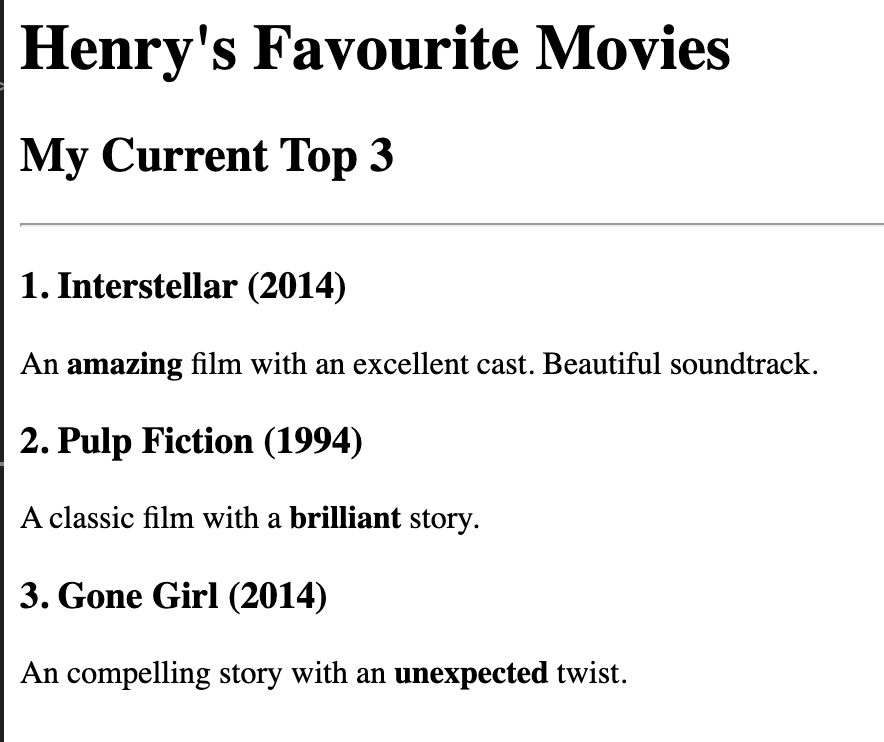 Henry's Favourite Movies
My Current Top 3
1. Interstellar (2014)
An amazing film with an excellent cast. Beautiful soundtrack.
2. Pulp Fiction (1994)
A classic film with a brilliant story.
3. Gone Girl (2014)
An compelling story with an unexpected twist.